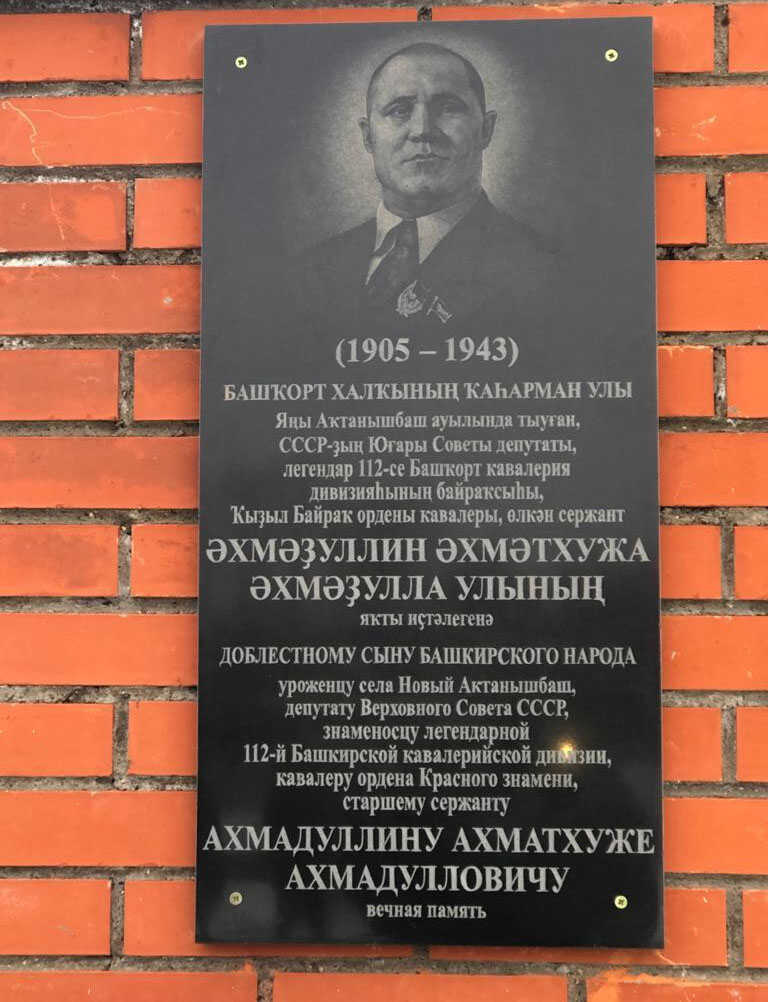 (1905 – 1943)
БАШҠОРТ ХАЛҠЫНЫҢ ҠАҺАРМАН УЛЫ
Яңы Аҡтанышбаш ауылында тыуған,
СССР-ҙың Юғары Советы депутаты,
легендар 112-се Башҡорт кавалерия
дивизияһының байраҡсыһы,
Ҡыҙыл Байраҡ ордены кавалеры, өлкән сержант
ӘХМӘҘУЛЛИН ӘХМӘТХУЖА
ӘХМӘҘУЛЛА УЛЫНЫҢ
яҡты иҫтәлегенә
ДОБЛЕСТНОМУ СЫНУ БАШКИРСКОГО НАРОДА
уроженцу села Новый Актанышбаш,
депутату Верховного Совета СССР,
знаменосцу легендарной
112-й Башкирской кавалерийской дивизии,
кавалеру ордена Красного знамени,
старшему сержанту
АХМАДУЛЛИНУ АХМАТХУЖЕ
АХМАДУЛЛОВИЧУ
вечная память